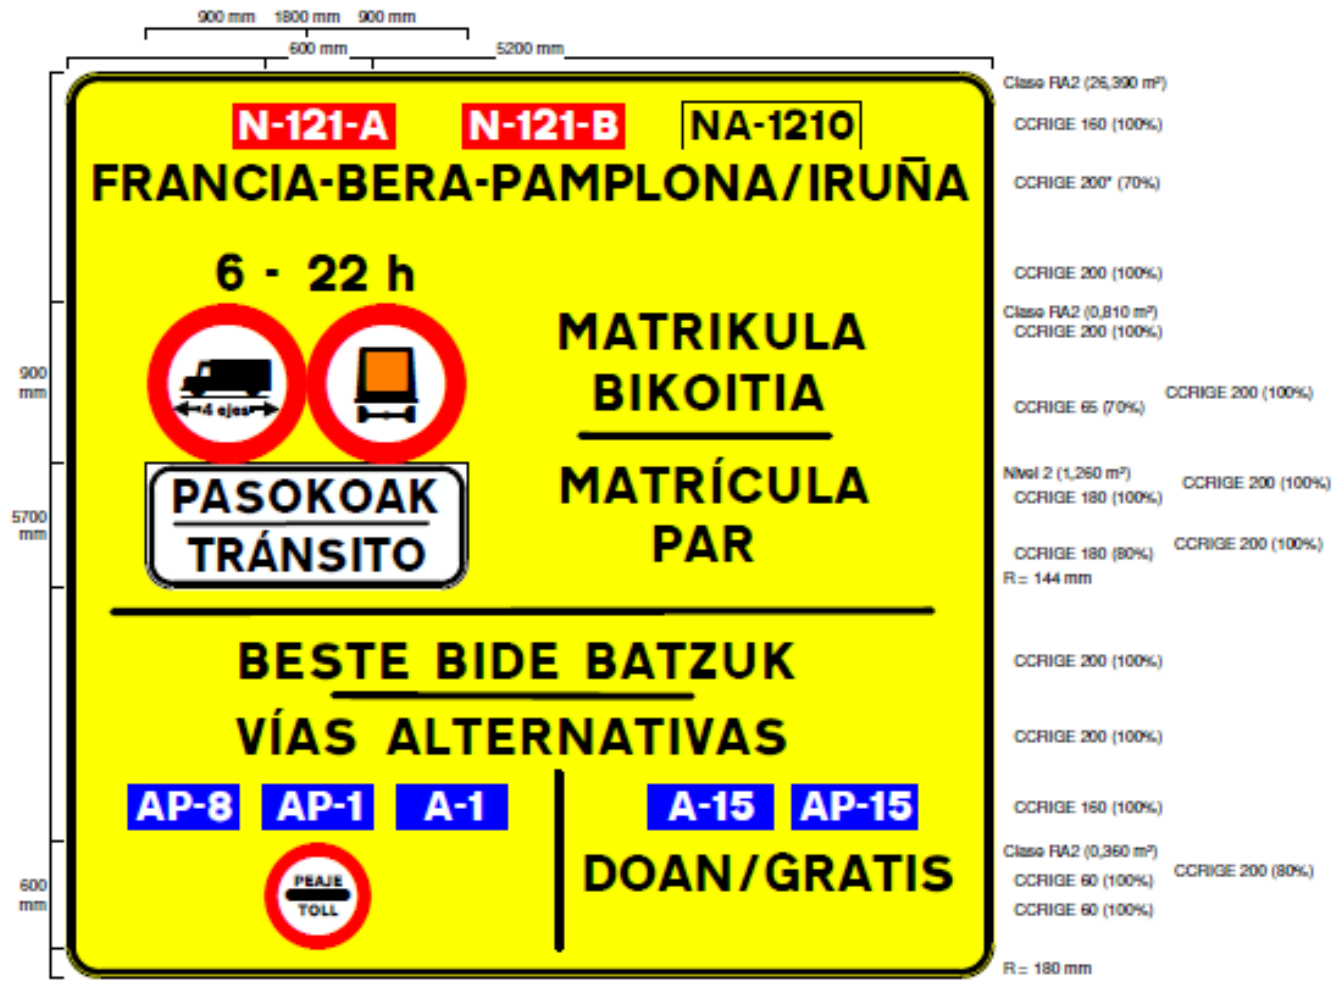 900 mm 1800 mm 900 mm
600 mm 5200 mm
Clase RA2 (26,390 m²)
N-121-A N-121-B NA-1210
CCRIGE 160 (100%)
FRANCIA-BERA-PAMPLONA/IRUÑA
CCRIGE 200* (70%)
6 - 22 h
CCRIGE 200 (100%)
Clase RA2 (0,810 m²)
MATRIKULA
CCRIGE 200 (100%)
900
mm
BIKOITIA
CCRIGE 200 (100%)
4 ejes
CCRIGE 65 (70%)
Nivel 2 (1,260 m²)
MATRÍCULA
CCRIGE 200 (100%)
PASOKOAK
CCRIGE 180 (100%)
5700
mm
PAR
CCRIGE 200 (100%)
TRÁNSITO
CCRIGE 180 (80%)
R = 144 mm
BESTE BIDE BATZUK
CCRIGE 200 (100%)
VÍAS ALTERNATIVAS
CCRIGE 200 (100%)
AP-8 AP-1 A-1 A-15 AP-15
CCRIGE 160 (100%)
Clase RA2 (0,360 m²)
DOAN/GRATIS
CCRIGE 200 (80%)
600
mm
PEAJE
CCRIGE 60 (100%)
TOLL
CCRIGE 60 (100%)
R = 180 mm